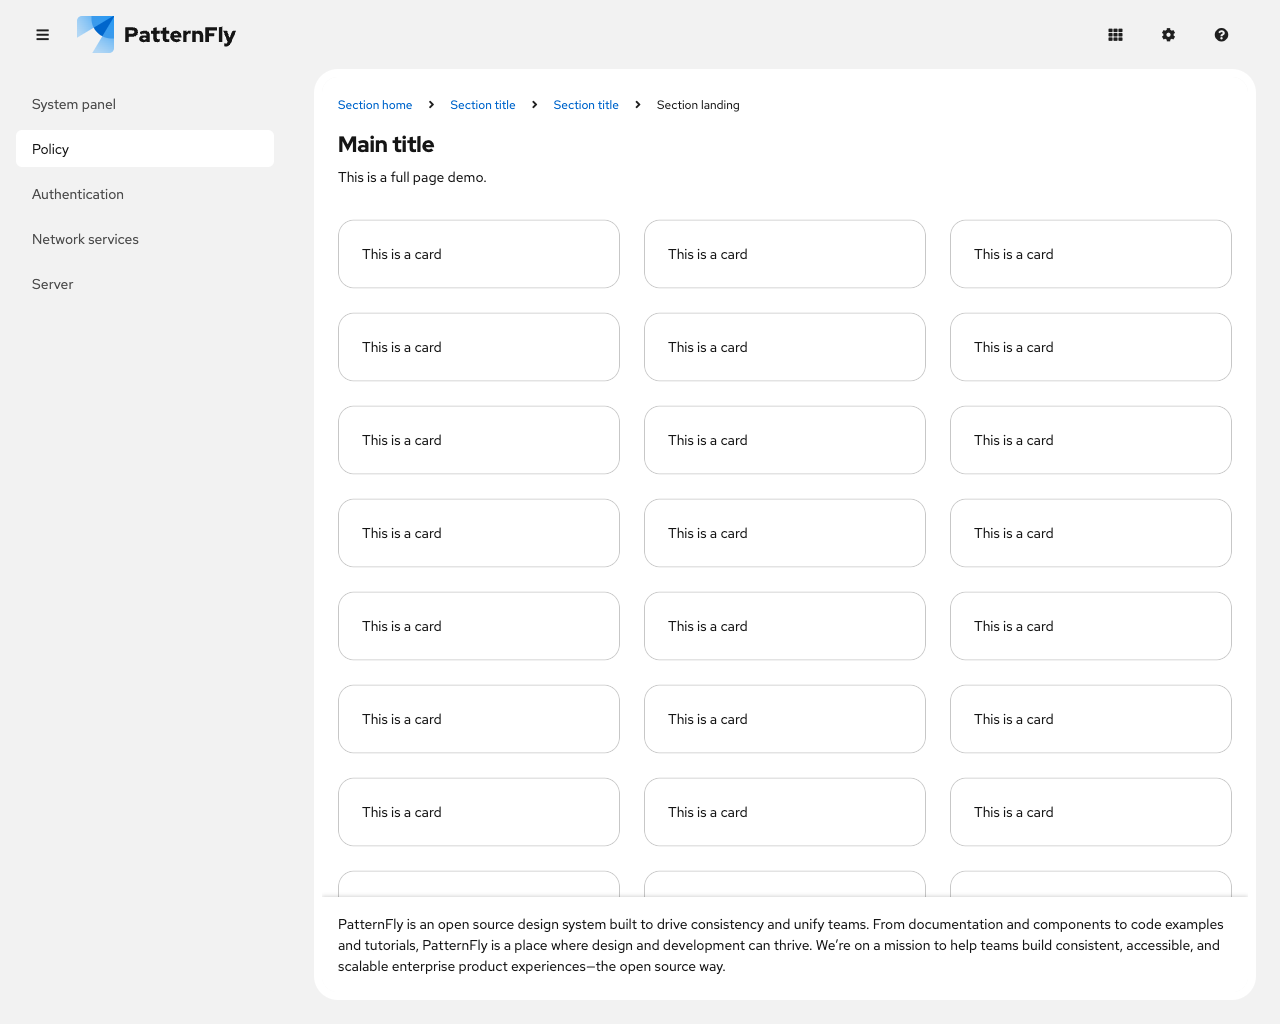 PatternFly
System panel
Policy
Authentication
Network services
Server
Section home > Section title > Section title > Section landing
Main title
This is a full page demo.
This is a card This is a card This is a card
This is a card This is a card This is a card
This is a card This is a card This is a card
This is a card This is a card This is a card
This is a card This is a card This is a card
This is a card This is a card This is a card
This is a card This is a card This is a card
PatternFly is an open source design system built to drive consistency and unify teams. From documentation and components to code examples
and tutorials, PatternFly is a place where design and development can thrive. We’re on a mission to help teams build consistent, accessible, and
scalable enterprise product experiences—the open source way.